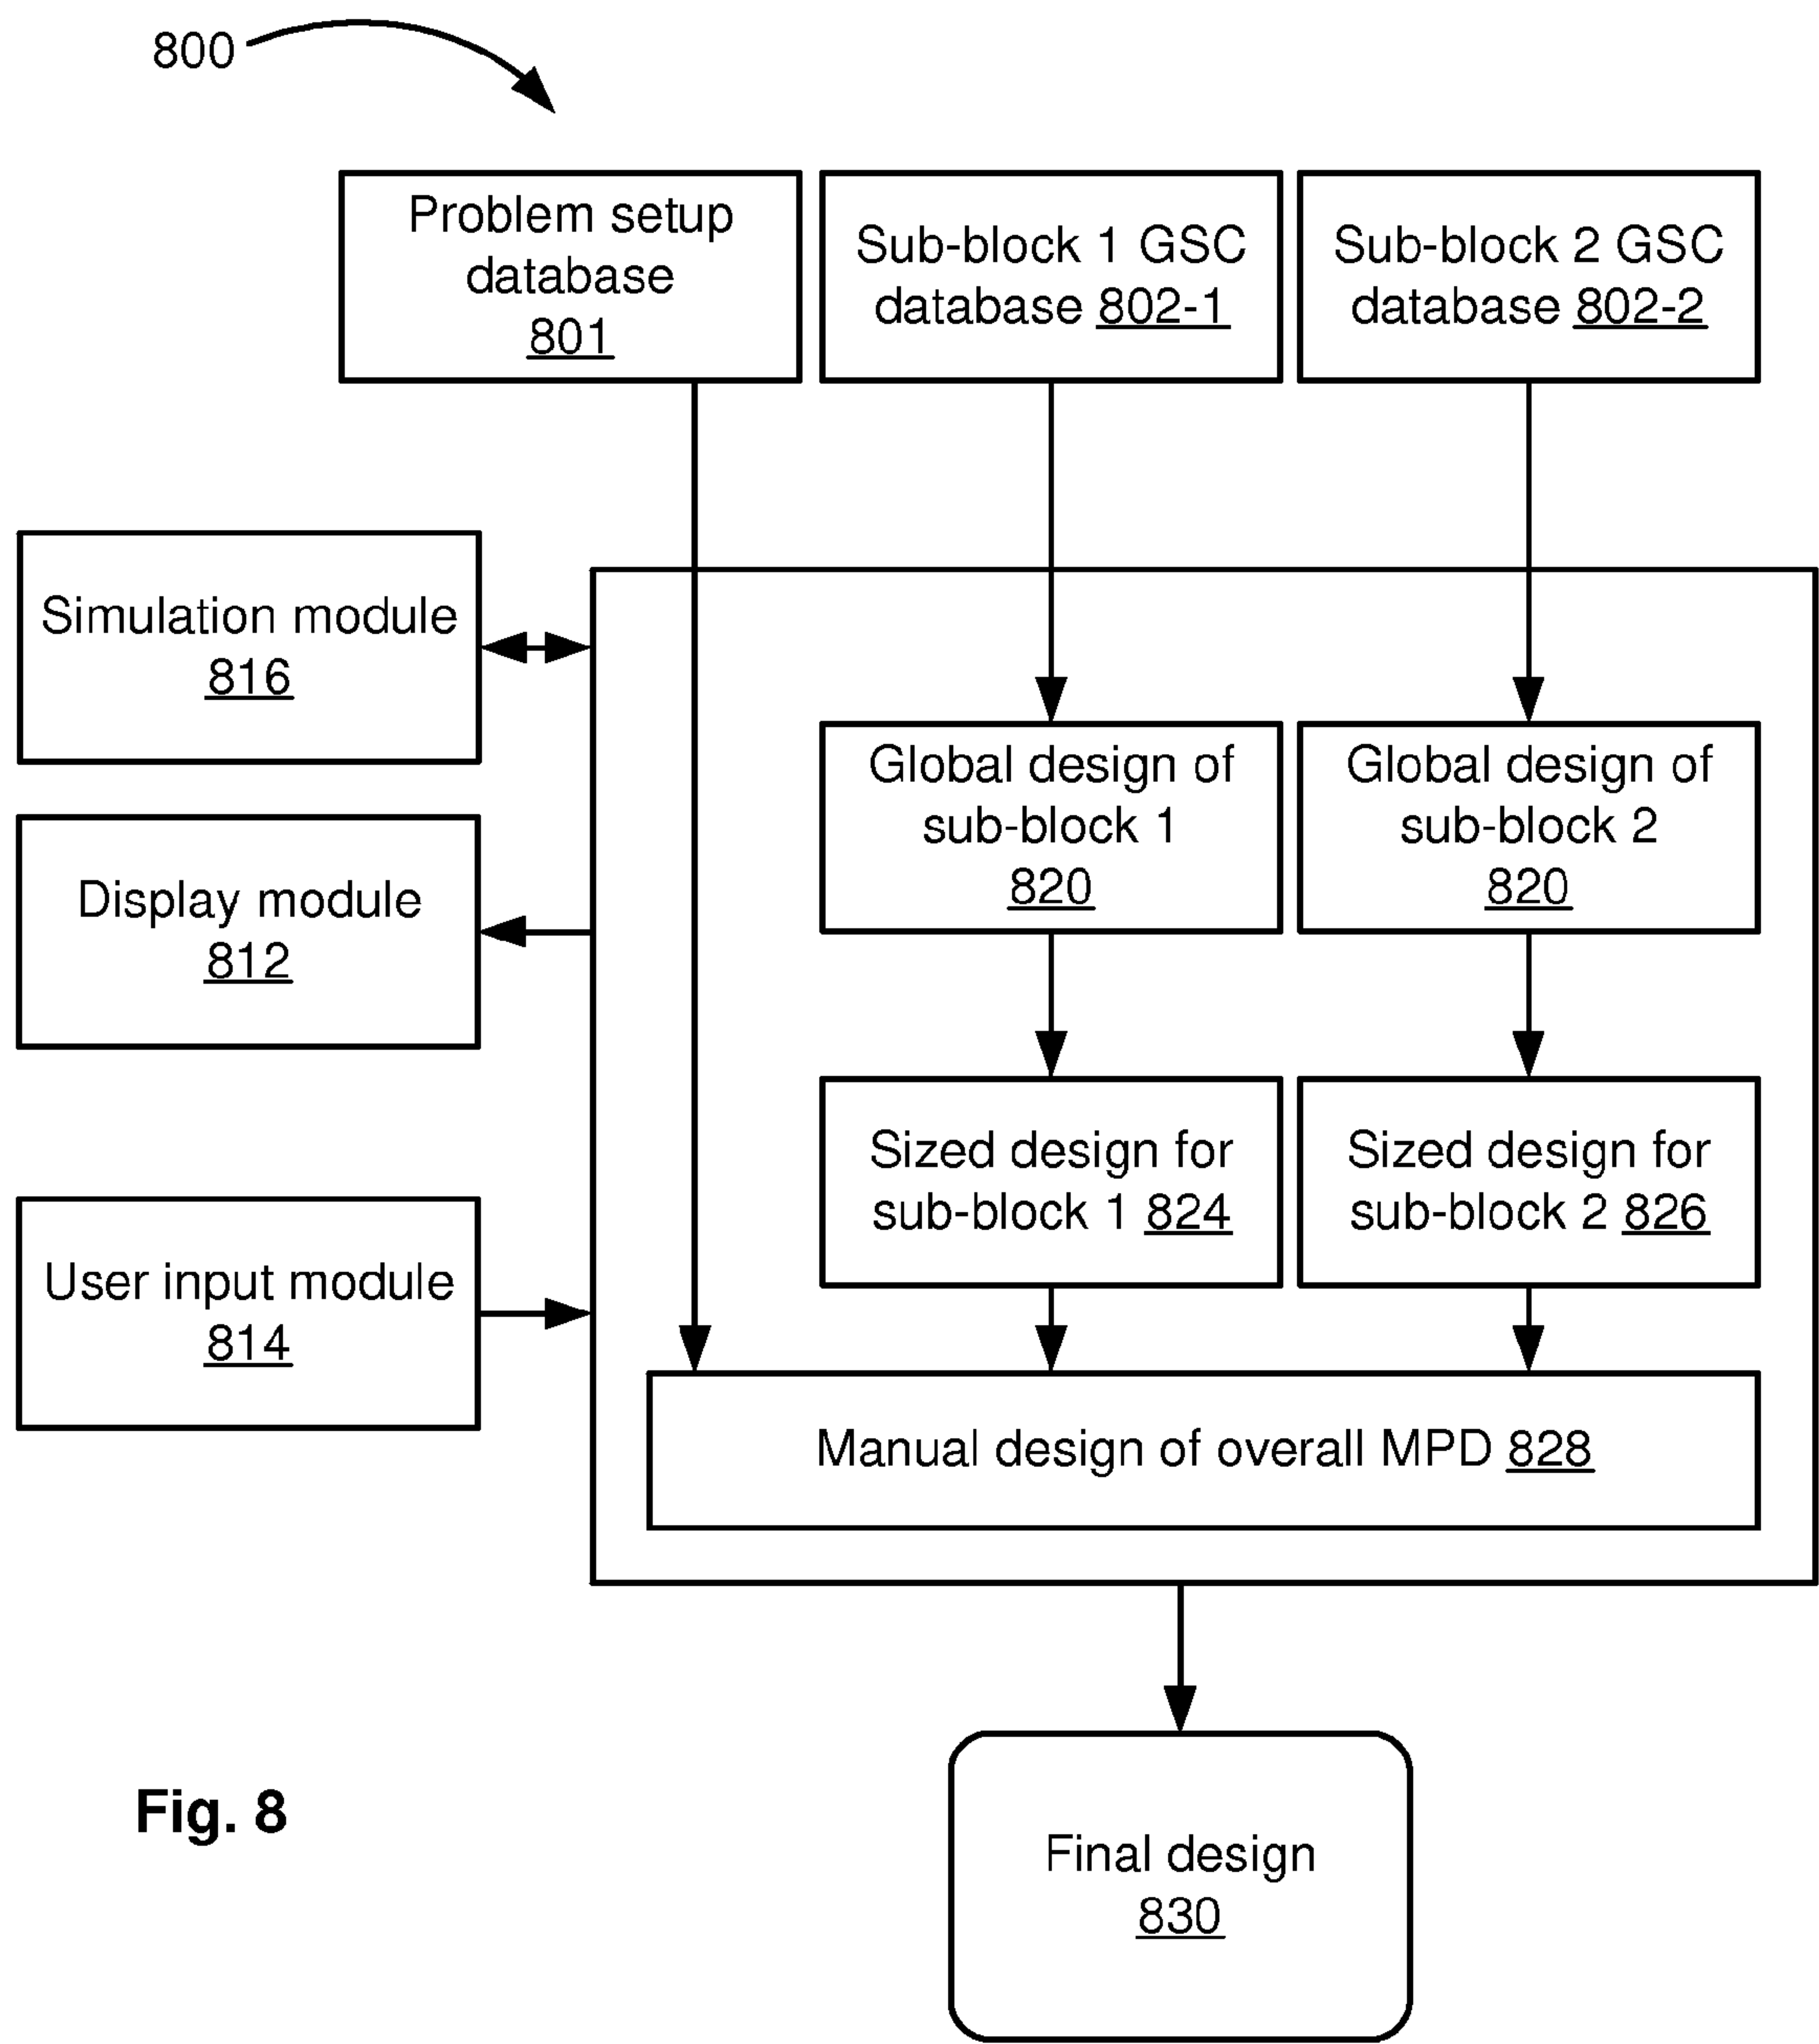 800
Problem setup
database
801
Sub-block 1 GSC
database 802-1
Sub-block 2 GSC
database 802-2
Simulation module
816
Display module
812
User input module
814
Global design of
sub-block 1
820
Global design of
sub-block 2
820
Sized design for
sub-block 1 824
Sized design for
sub-block 2 826
Manual design of overall MPD 828
Final design
830
Fig. 8